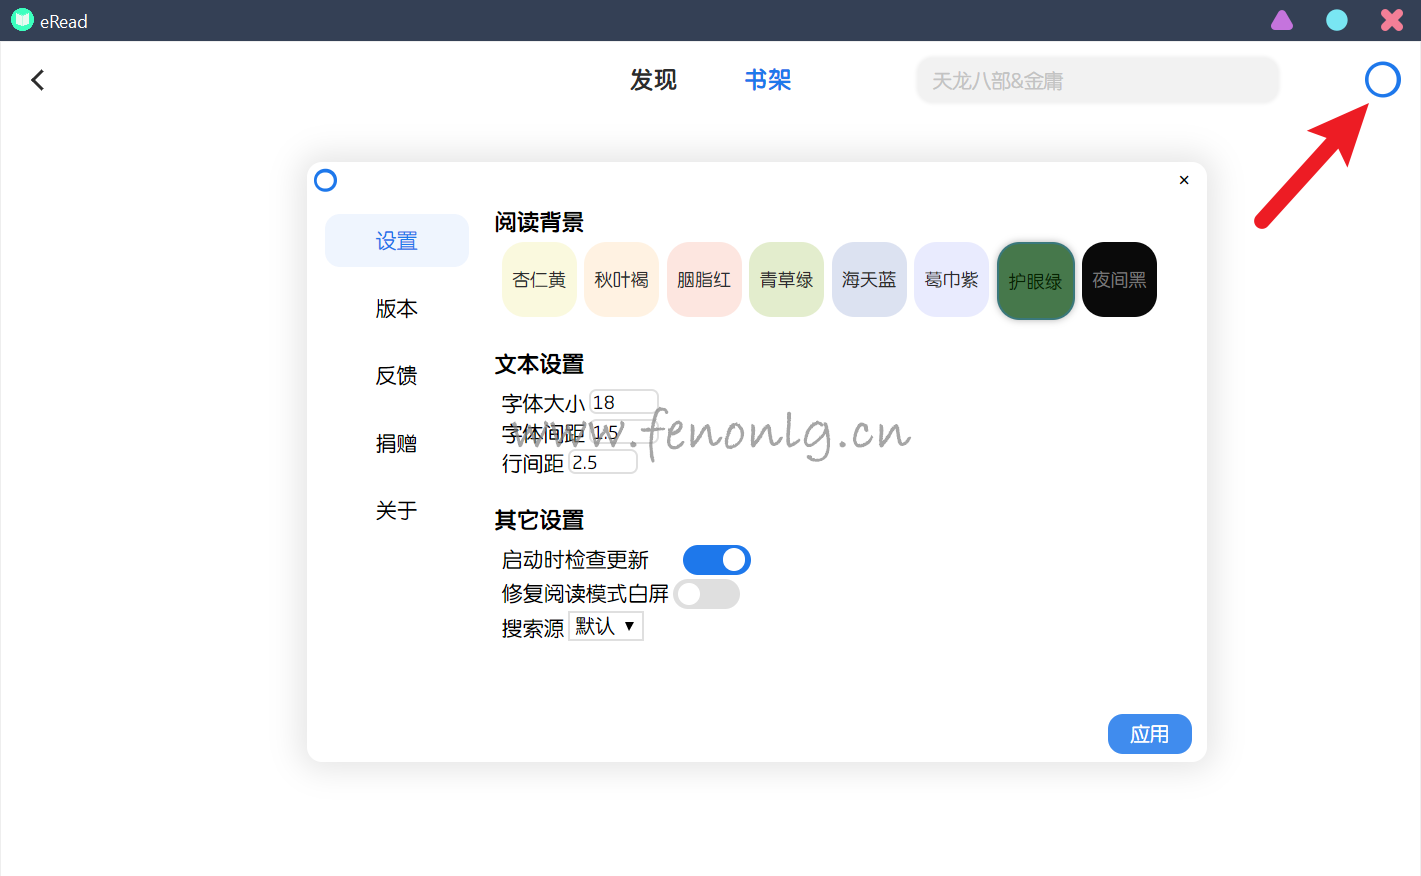 eRead
发现 书架 天龙八部&金庸
×
设置
版本
反馈
捐赠
关于
阅读背景
杏仁黄 秋叶褐 胭脂红 青草绿 海天蓝 葛巾紫 护眼绿 夜间黑
文本设置
字体大小 18
字体间距 1.5
www.fenonlg.cn
行间距 2.5
其它设置
启动时检查更新
修复阅读模式白屏
搜索源 默认 ▼
应用